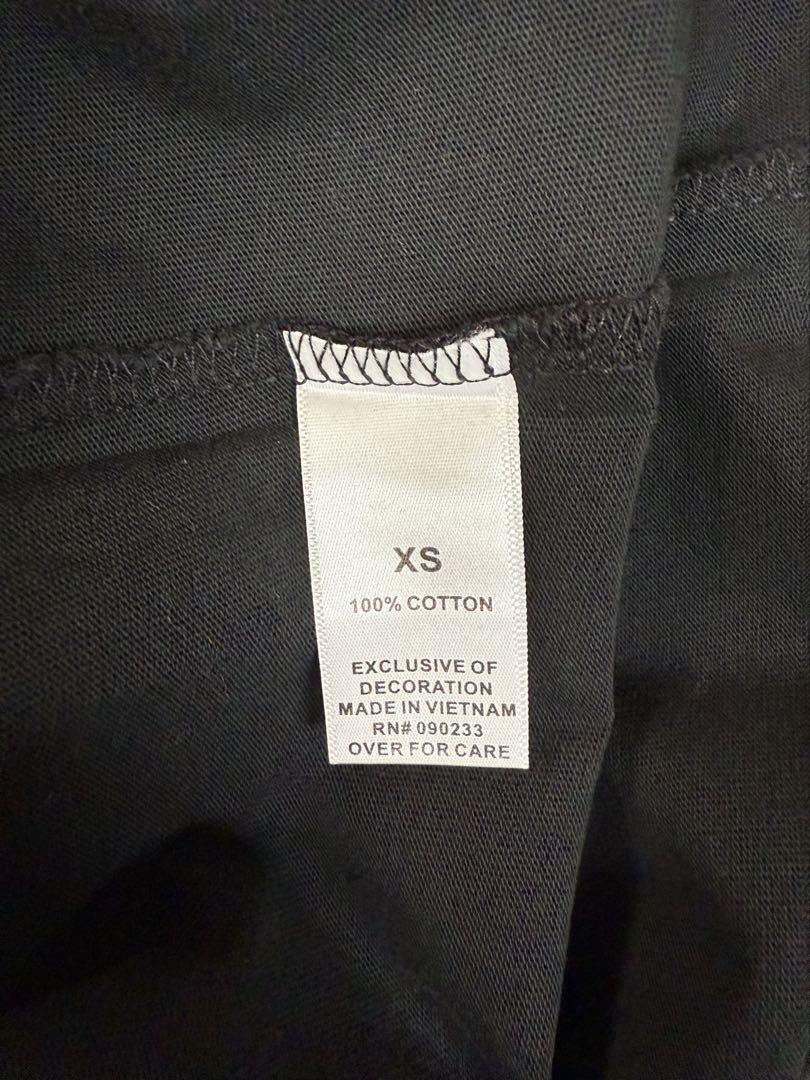 XS
100% COTTON
EXCLUSIVE OF
DECORATION
MADE IN VIETNAM
RN# 090233
OVER FOR CARE